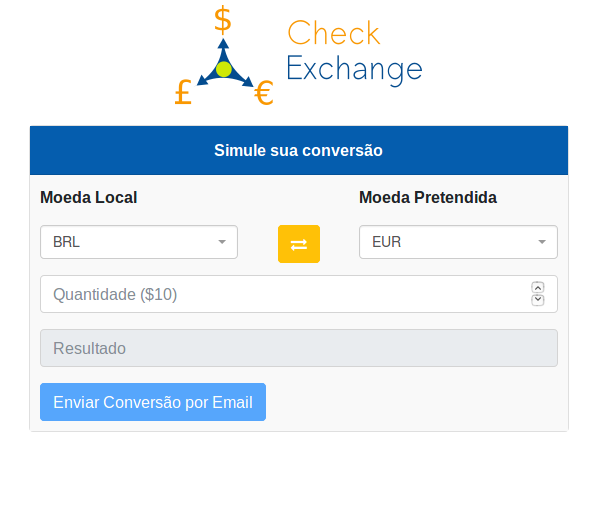 $
£
€
Check
Exchange
Simule sua conversão
Moeda Local
Moeda Pretendida
BRL
EUR
Quantidade ($10)
Resultado
Enviar Conversão por Email